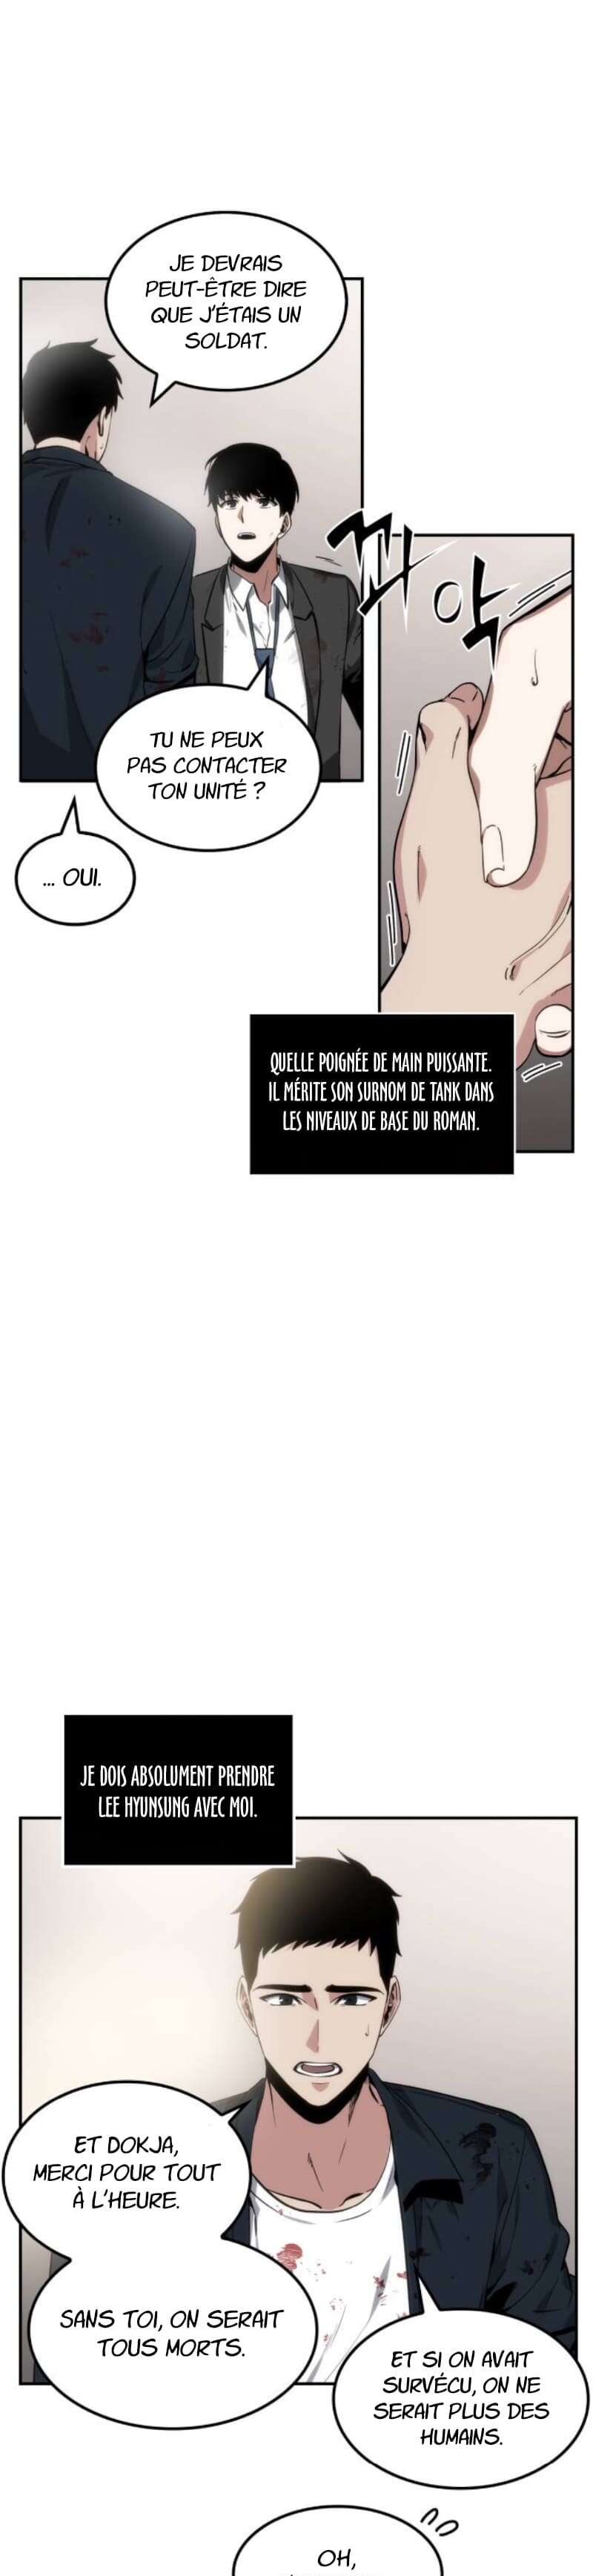 JE DEVRAIS
PEUT-ÊTRE DIRE
QUE J'ÉTAIS UN
SOLDAT.
꽈악
TU NE PEUX
PAS CONTACTER
TON UNITÉ ?
... OUI.
QUELLE POIGNÉE DE MAIN PUISSANTE.
IL MÉRITE SON SURNOM DE TANK DANS
LES NIVEAUX DE BASE DU ROMAN.
JE DOIS ABSOLUMENT PRENDRE
LEE HYUNSUNG AVEC MOI.
ET DOKJA,
MERCI POUR TOUT
À L'HEURE.
SANS TOI, ON SERAIT
TOUS MORTS.
ET SI ON AVAIT
SURVÉCU, ON NE
SERAIT PLUS DES
HUMAINS.
OH,